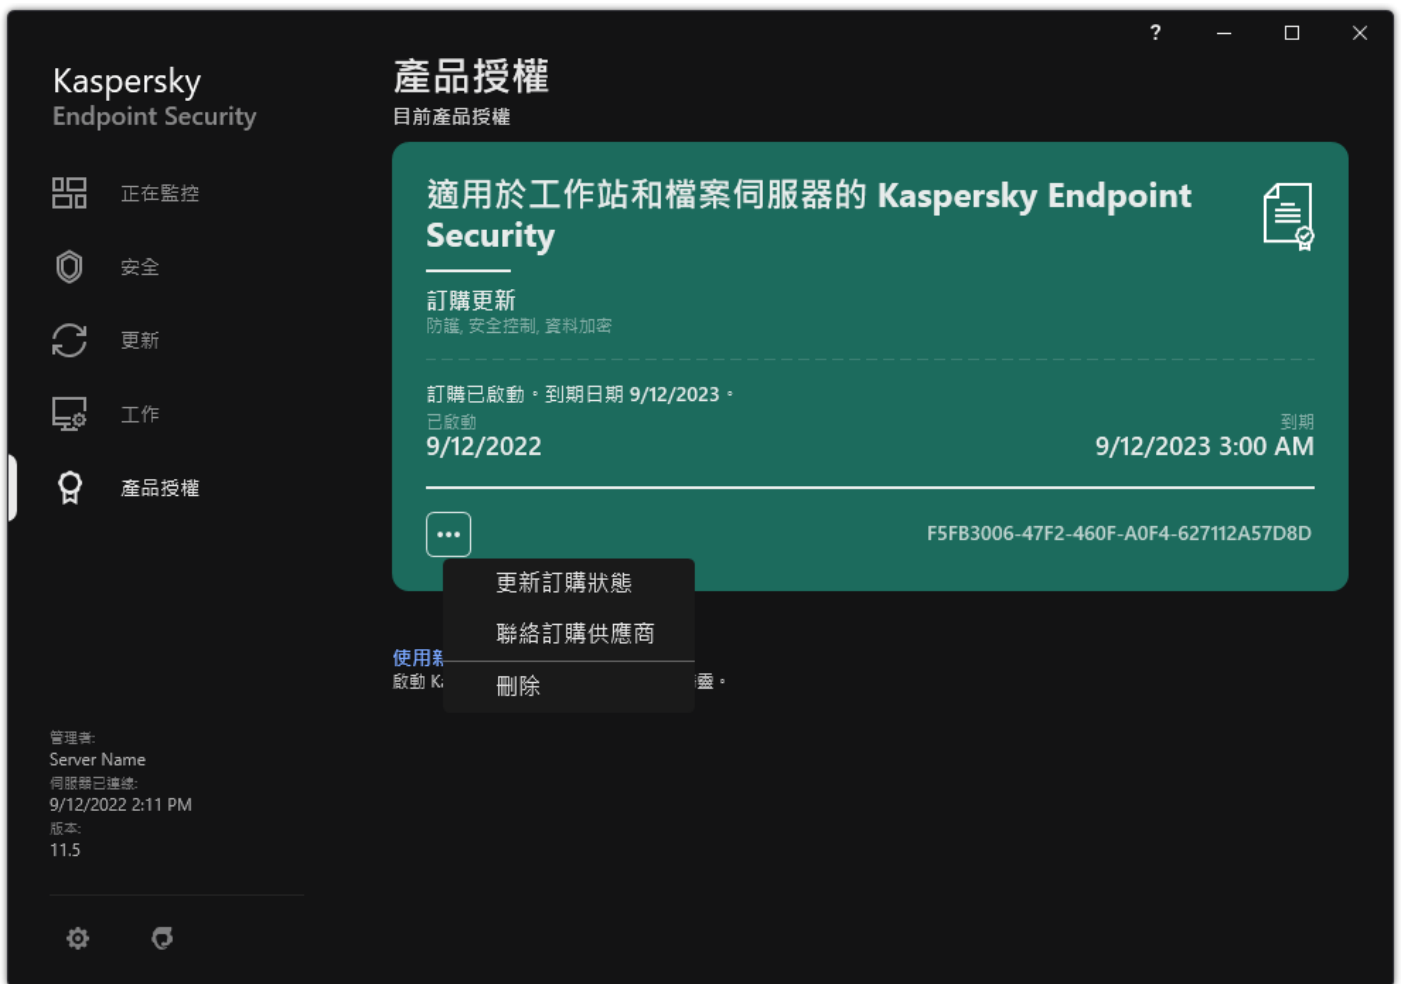 ?
Kaspersky
Endpoint Security
正在監控
安全
更新
工作
產品授權
管理者:
Server Name
伺服器已連線:
9/12/2022 2:11 PM
版本:
11.5
產品授權
目前產品授權
適用於工作站和檔案伺服器的 Kaspersky Endpoint
Security
訂購更新
防護, 安全控制, 資料加密
訂購已啟動。到期日期 9/12/2023。
已啟動
到期
9/12/2022
9/12/2023 3:00 AM
F5FB3006-47F2-460F-A0F4-627112A57D8D
更新訂購狀態
聯絡訂購供應商
刪除
使用
啟動
。